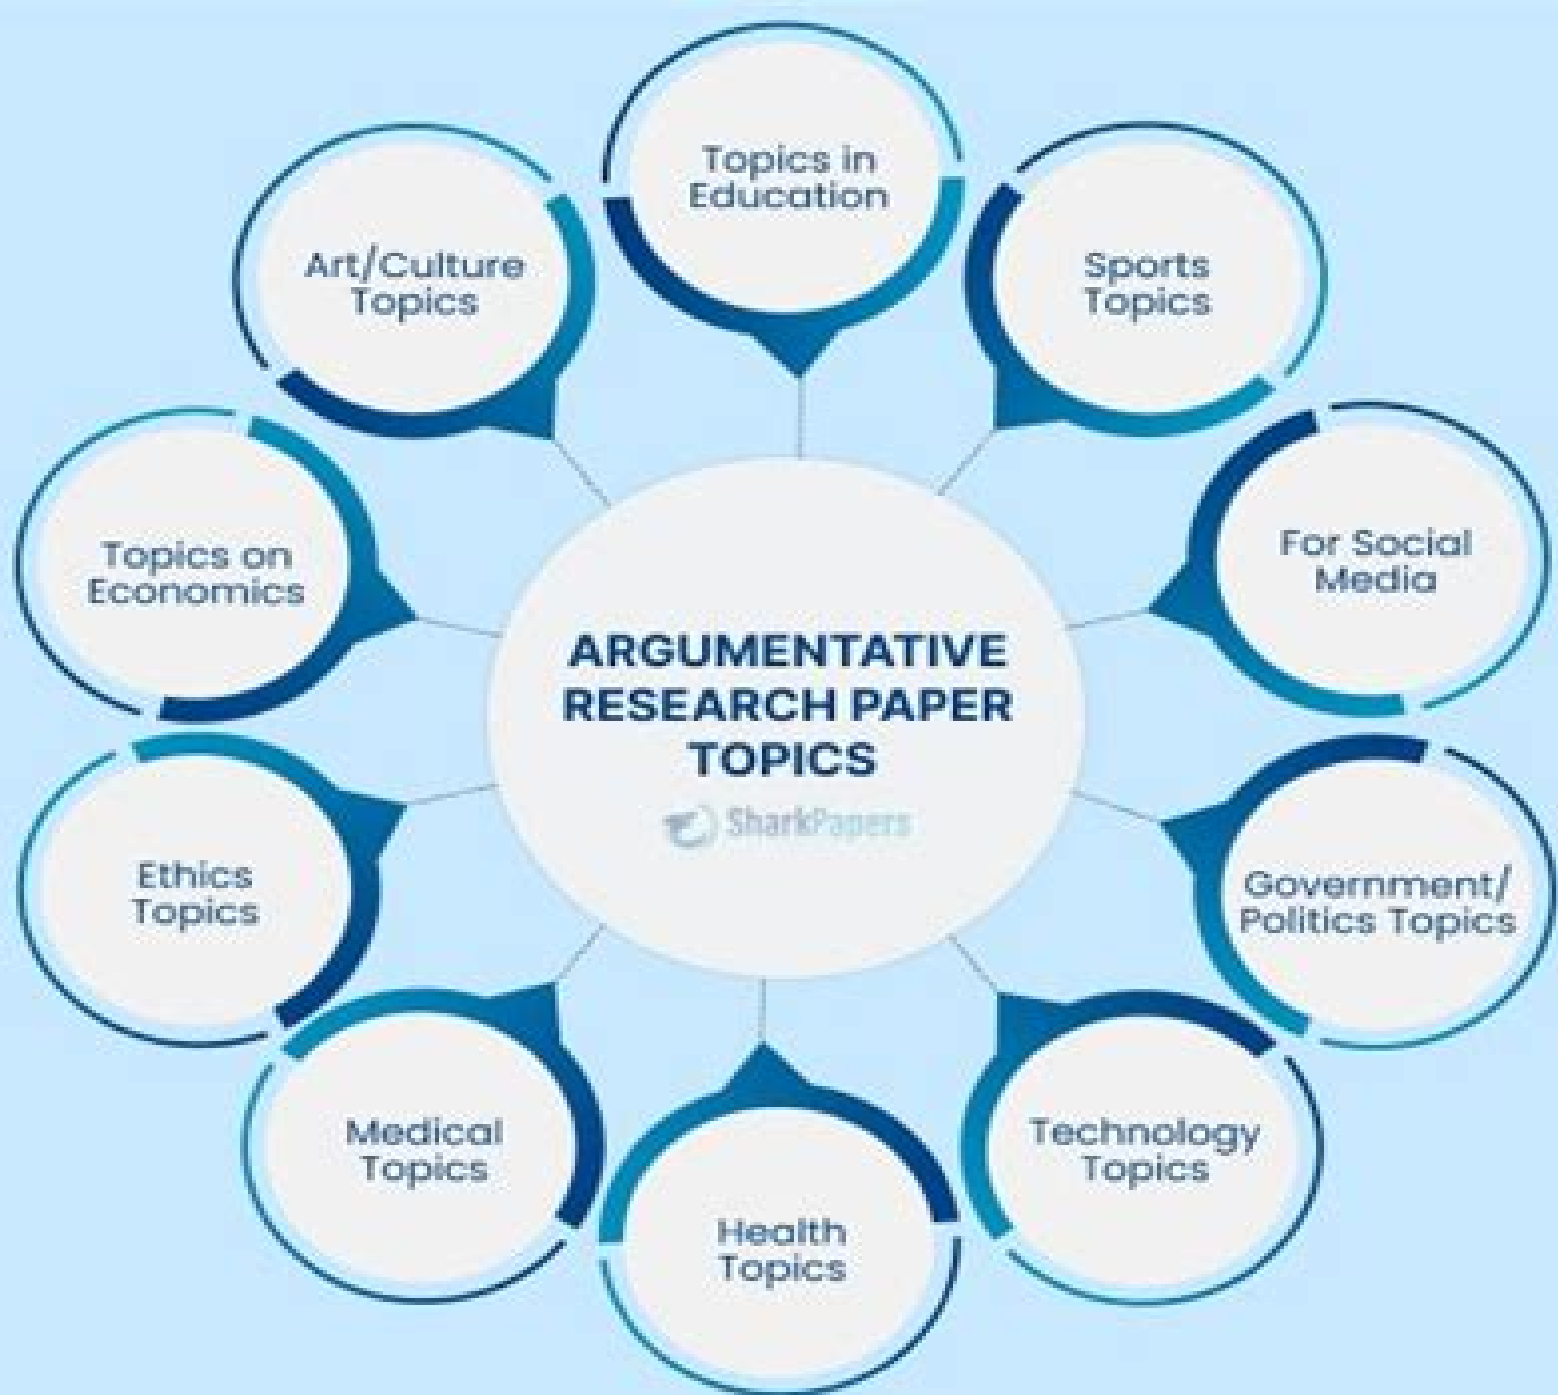 Topics in
Education
Sports
Topics
For Social
Media
Government/
Politics Topics
Technology
Topics
Health
Topics
Medical
Topics
Ethics
Topics
Topics on
Economics
Art/Culture
Topics
ARGUMENTATIVE
RESEARCH PAPER
TOPICS
SharkPapers